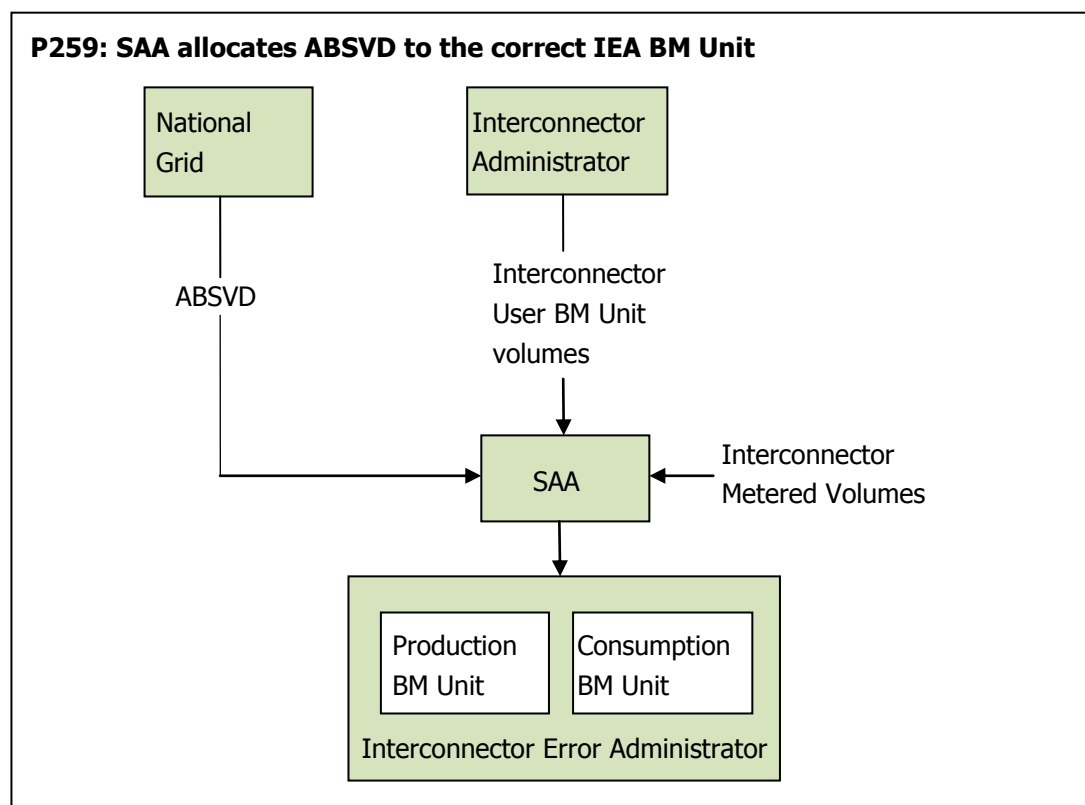 P259: SAA allocates ABSVD to the correct IEA BM Unit
National
Grid
Interconnector
Administrator
ABSVD
Interconnector
User BM Unit
volumes
SAA
Interconnector
Metered Volumes
Production
BM Unit
Consumption
BM Unit
Interconnector Error Administrator